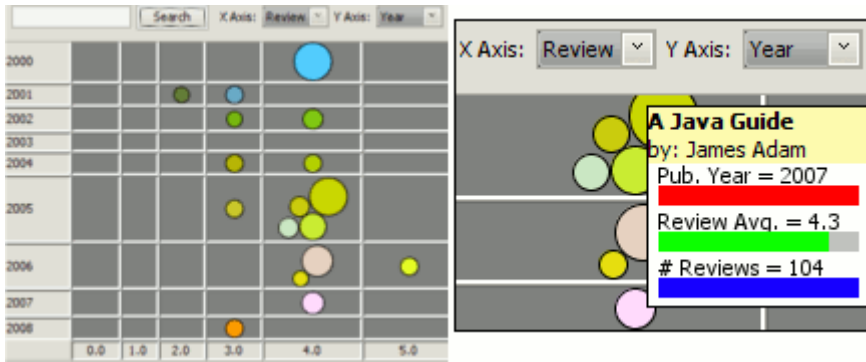 Search X Axis: Review Y Axis: Year
2000
2001
2002
2003
2004
2005
2006
2007
2008
0.0 1.0 2.0 3.0 4.0 5.0
X Axis: Review Y Axis: Year
A Java Guide
by: James Adam
Pub. Year = 2007
Review Avg. = 4.3
# Reviews = 104